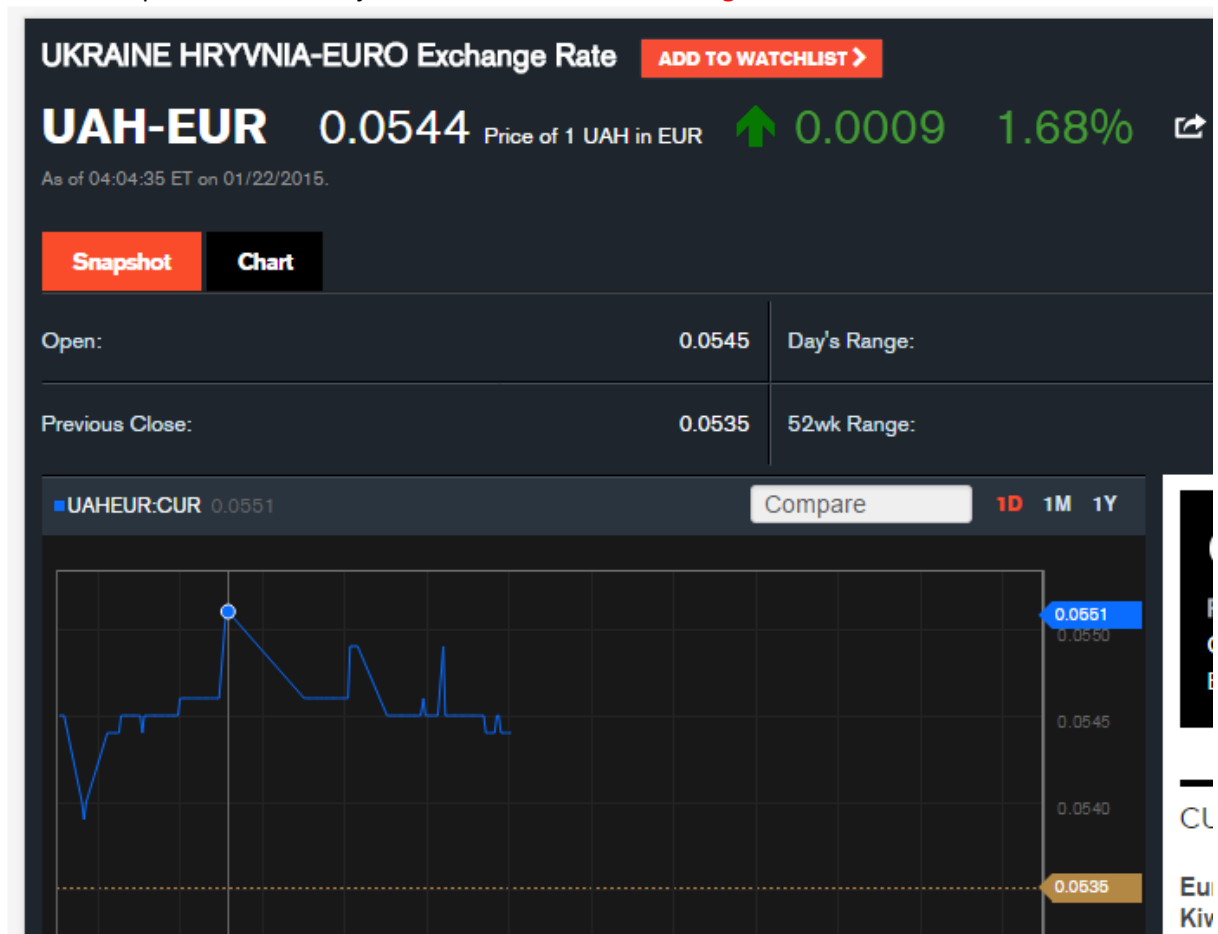 UKRAINE HRYVNIA-EURO Exchange Rate ADD TO WATCHLIST
UAH-EUR 0.0544 Price of 1 UAH in EUR 0.0009 1.68%
As of 04:04:35 ET on 01/22/2015.
Snapshot Chart
Open: 0.0545 Day's Range:
Previous Close: 0.0535 52wk Range:
UAHEUR:CUR 0.0551 Compare 1D 1M 1Y
0.0551
0.0550
0.0545
0.0540
0.0535